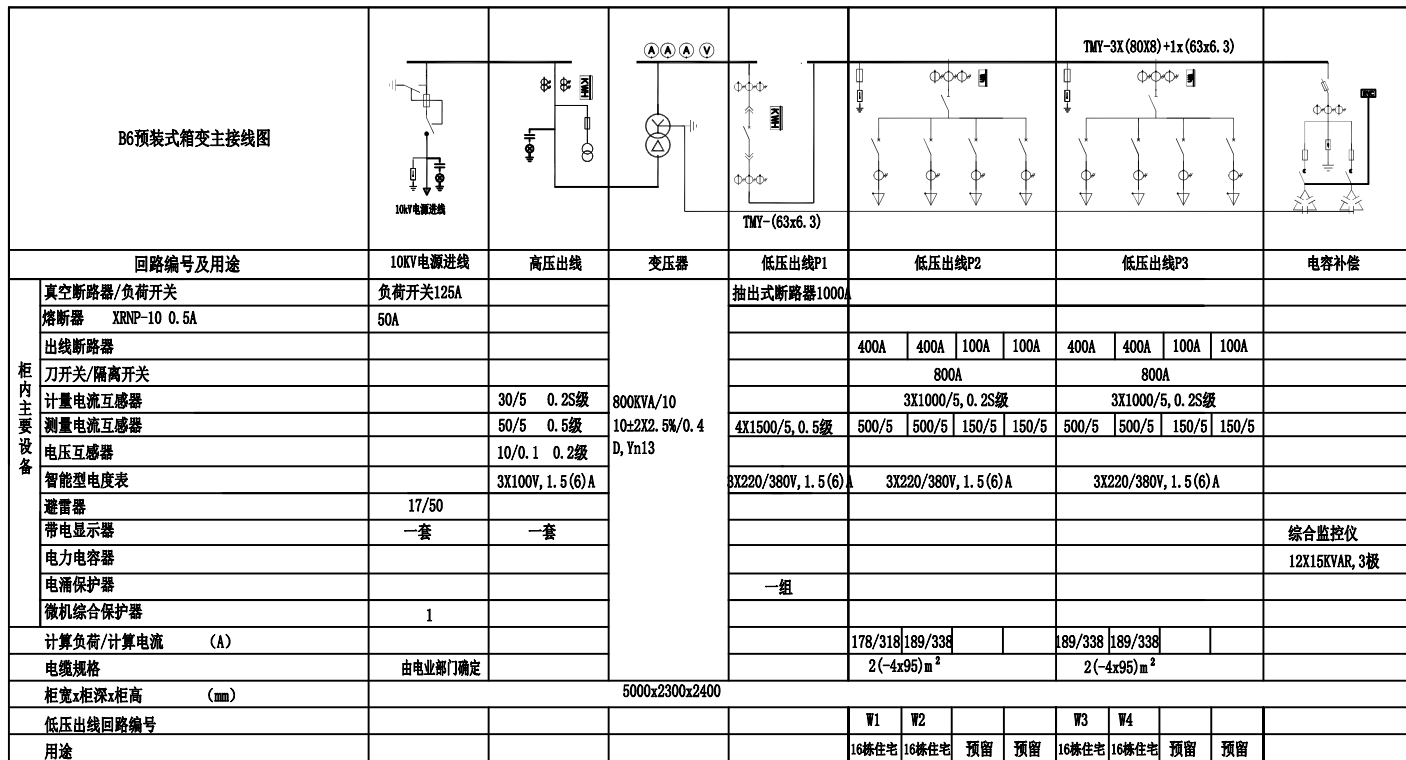 TMY-3X(80X8)+1x(63x6.3)
A A A V
KWH
KWH
B6预装式箱变主接线图
10kV电源进线
TMY-(63x6.3)
回路编号及用途 10KV电源进线 高压出线 变压器 低压出线P1 低压出线P2 低压出线P3 电容补偿
柜内主要设备
真空断路器/负荷开关 负荷开关125A 抽出式断路器1000A
熔断器 XRNP-10 0.5A 50A
出线断路器 400A 400A 100A 100A 400A 400A 100A 100A
刀开关/隔离开关 800A 800A
计量电流互感器 30/5 0.2S级 800KVA/10 3X1000/5,0.2S级 3X1000/5,0.2S级
测量电流互感器 50/5 0.5级 10±2X2.5%/0.4 4X1500/5,0.5级 500/5 500/5 150/5 150/5 500/5 500/5 150/5 150/5
电压互感器 10/0.1 0.2级 D,Yn13
智能型电度表 3X100V,1.5(6)A 3X220/380V,1.5(6)A 3X220/380V,1.5(6)A 3X220/380V,1.5(6)A
避雷器 17/50
带电显示器 一套 一套 综合监控仪
电力电容器 12X15KVAR,3极
电涌保护器 一组
微机综合保护器 1
计算负荷/计算电流 (A) 178/318 189/338 189/338 189/338
电缆规格 由电业部门确定 2(-4x95)m² 2(-4x95)m²
柜宽x柜深x柜高 (mm) 5000x2300x2400
低压出线回路编号 W1 W2 W3 W4
用途 16栋住宅 16栋住宅 预留 预留 16栋住宅 16栋住宅 预留 预留